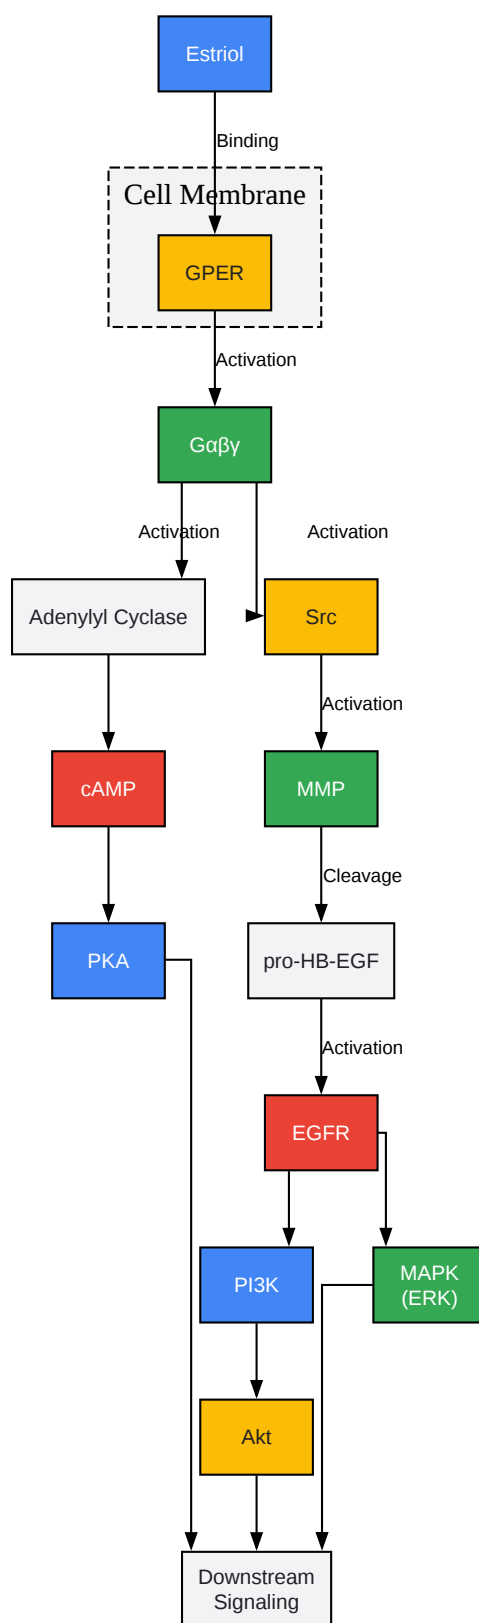 Estriol
Binding
Cell Membrane
GPER
Activation
Gαβγ
Activation
Activation
Adenylyl Cyclase
Src
Activation
cAMP
MMP
Cleavage
PKA
pro-HB-EGF
Activation
EGFR
PI3K
MAPK
(ERK)
Akt
Downstream
Signaling